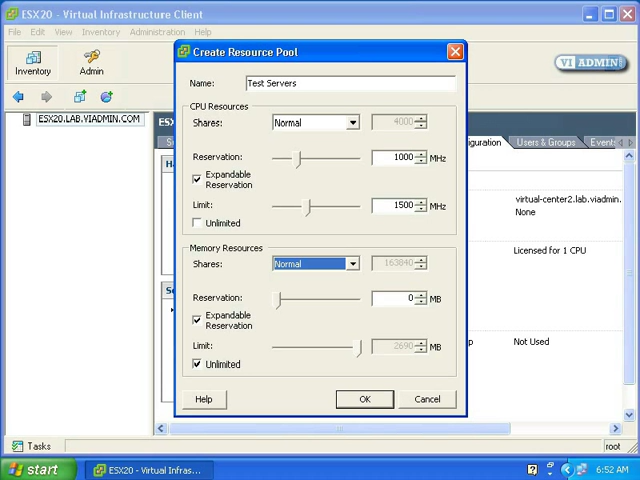 ESX20 - Virtual Infrastructure Client
File Edit View Inventory Administration
Create Resource Pool
Inventory
Admin
VI ADMIN
Name: Test Servers
ESX20.LAB.VIADMIN.COM
ESX
CPU Resources
Shares: Normal 4000
figuration Users & Groups Events
Reservation: 1000 MHz
Expandable
Reservation
virtual-center2.lab.viadmin.
Limit: 1500 MHz
None
Unlimited
Memory Resources
Licensed for 1 CPU
Shares: Normal 163840
Reservation: 0 MB
Expandable
Reservation
Limit: 2690 MB
Not Used
Unlimited
Help OK Cancel
Tasks
root
start
ESX20 - Virtual Infras...
6:52 AM